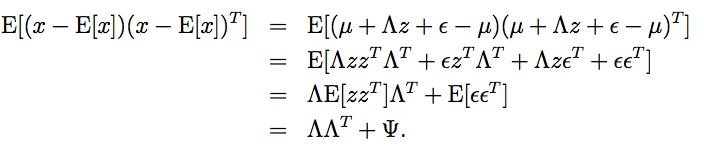 E[(x − E[x])(x − E[x])^T] = E[(μ + Λz + ϵ − μ)(μ + Λz + ϵ − μ)^T]
= E[Λzz^TΛ^T + ϵz^TΛ^T + Λzϵ^T + ϵϵ^T]
= ΛE[zz^T]Λ^T + E[ϵϵ^T]
= ΛΛ^T + Ψ.